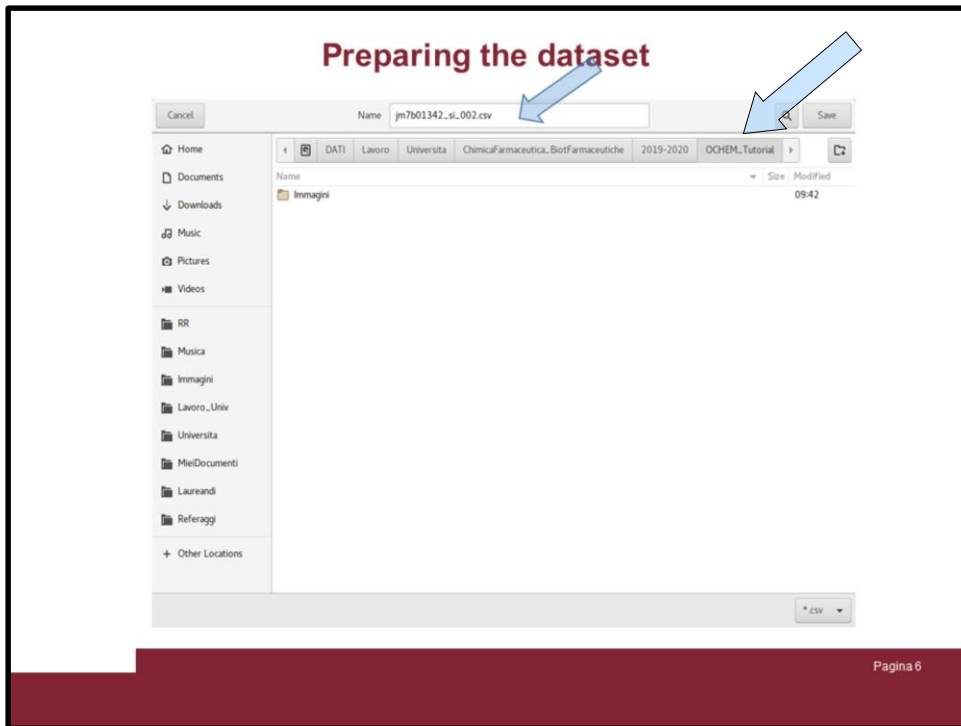 Preparing the dataset
Cancel Name jm7b01342_si_002.csv Save
Home
Documents
Downloads
Music
Pictures
Videos
RR
Musica
Immagini
Lavoro_Univ
Universita
MieiDocumenti
Laureandi
Referaggi
+ Other Locations
DATI Lavoro Universita ChimicaFarmaceutica_BiotFarmaceutiche 2019-2020 OCHEM_Tutorial
Name Size Modified
Immagini 09:42
*.csv
Pagina 6